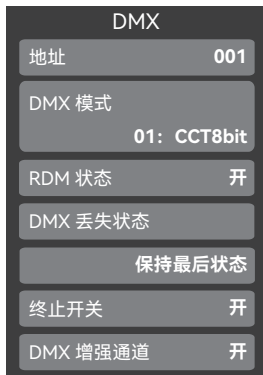 DMX
地址 001
DMX 模式
01: CCT8bit
RDM 状态 开
DMX 丢失状态
保持最后状态
终止开关 开
DMX 增强通道 开